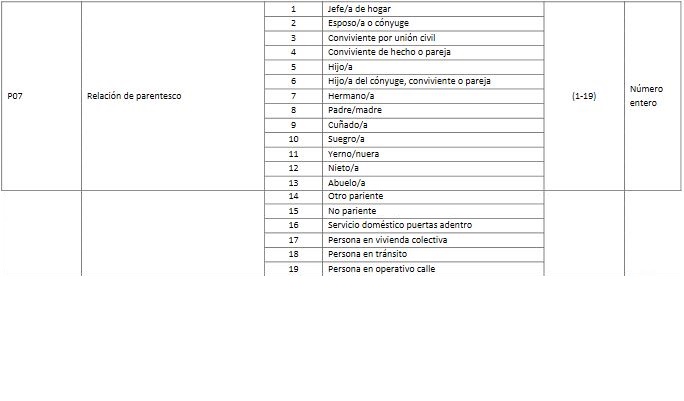 1 Jefe/a de hogar
2 Esposo/a o cónyuge
3 Conviviente por unión civil
4 Conviviente de hecho o pareja
5 Hijo/a
6 Hijo/a del cónyuge, conviviente o pareja
P07 Relación de parentesco 7 Hermano/a (1-19) Número entero
8 Padre/madre
9 Cuñado/a
10 Suegro/a
11 Yerno/nuera
12 Nieto/a
13 Abuelo/a
14 Otro pariente
15 No pariente
16 Servicio doméstico puertas adentro
17 Persona en vivienda colectiva
18 Persona en tránsito
19 Persona en operativo calle